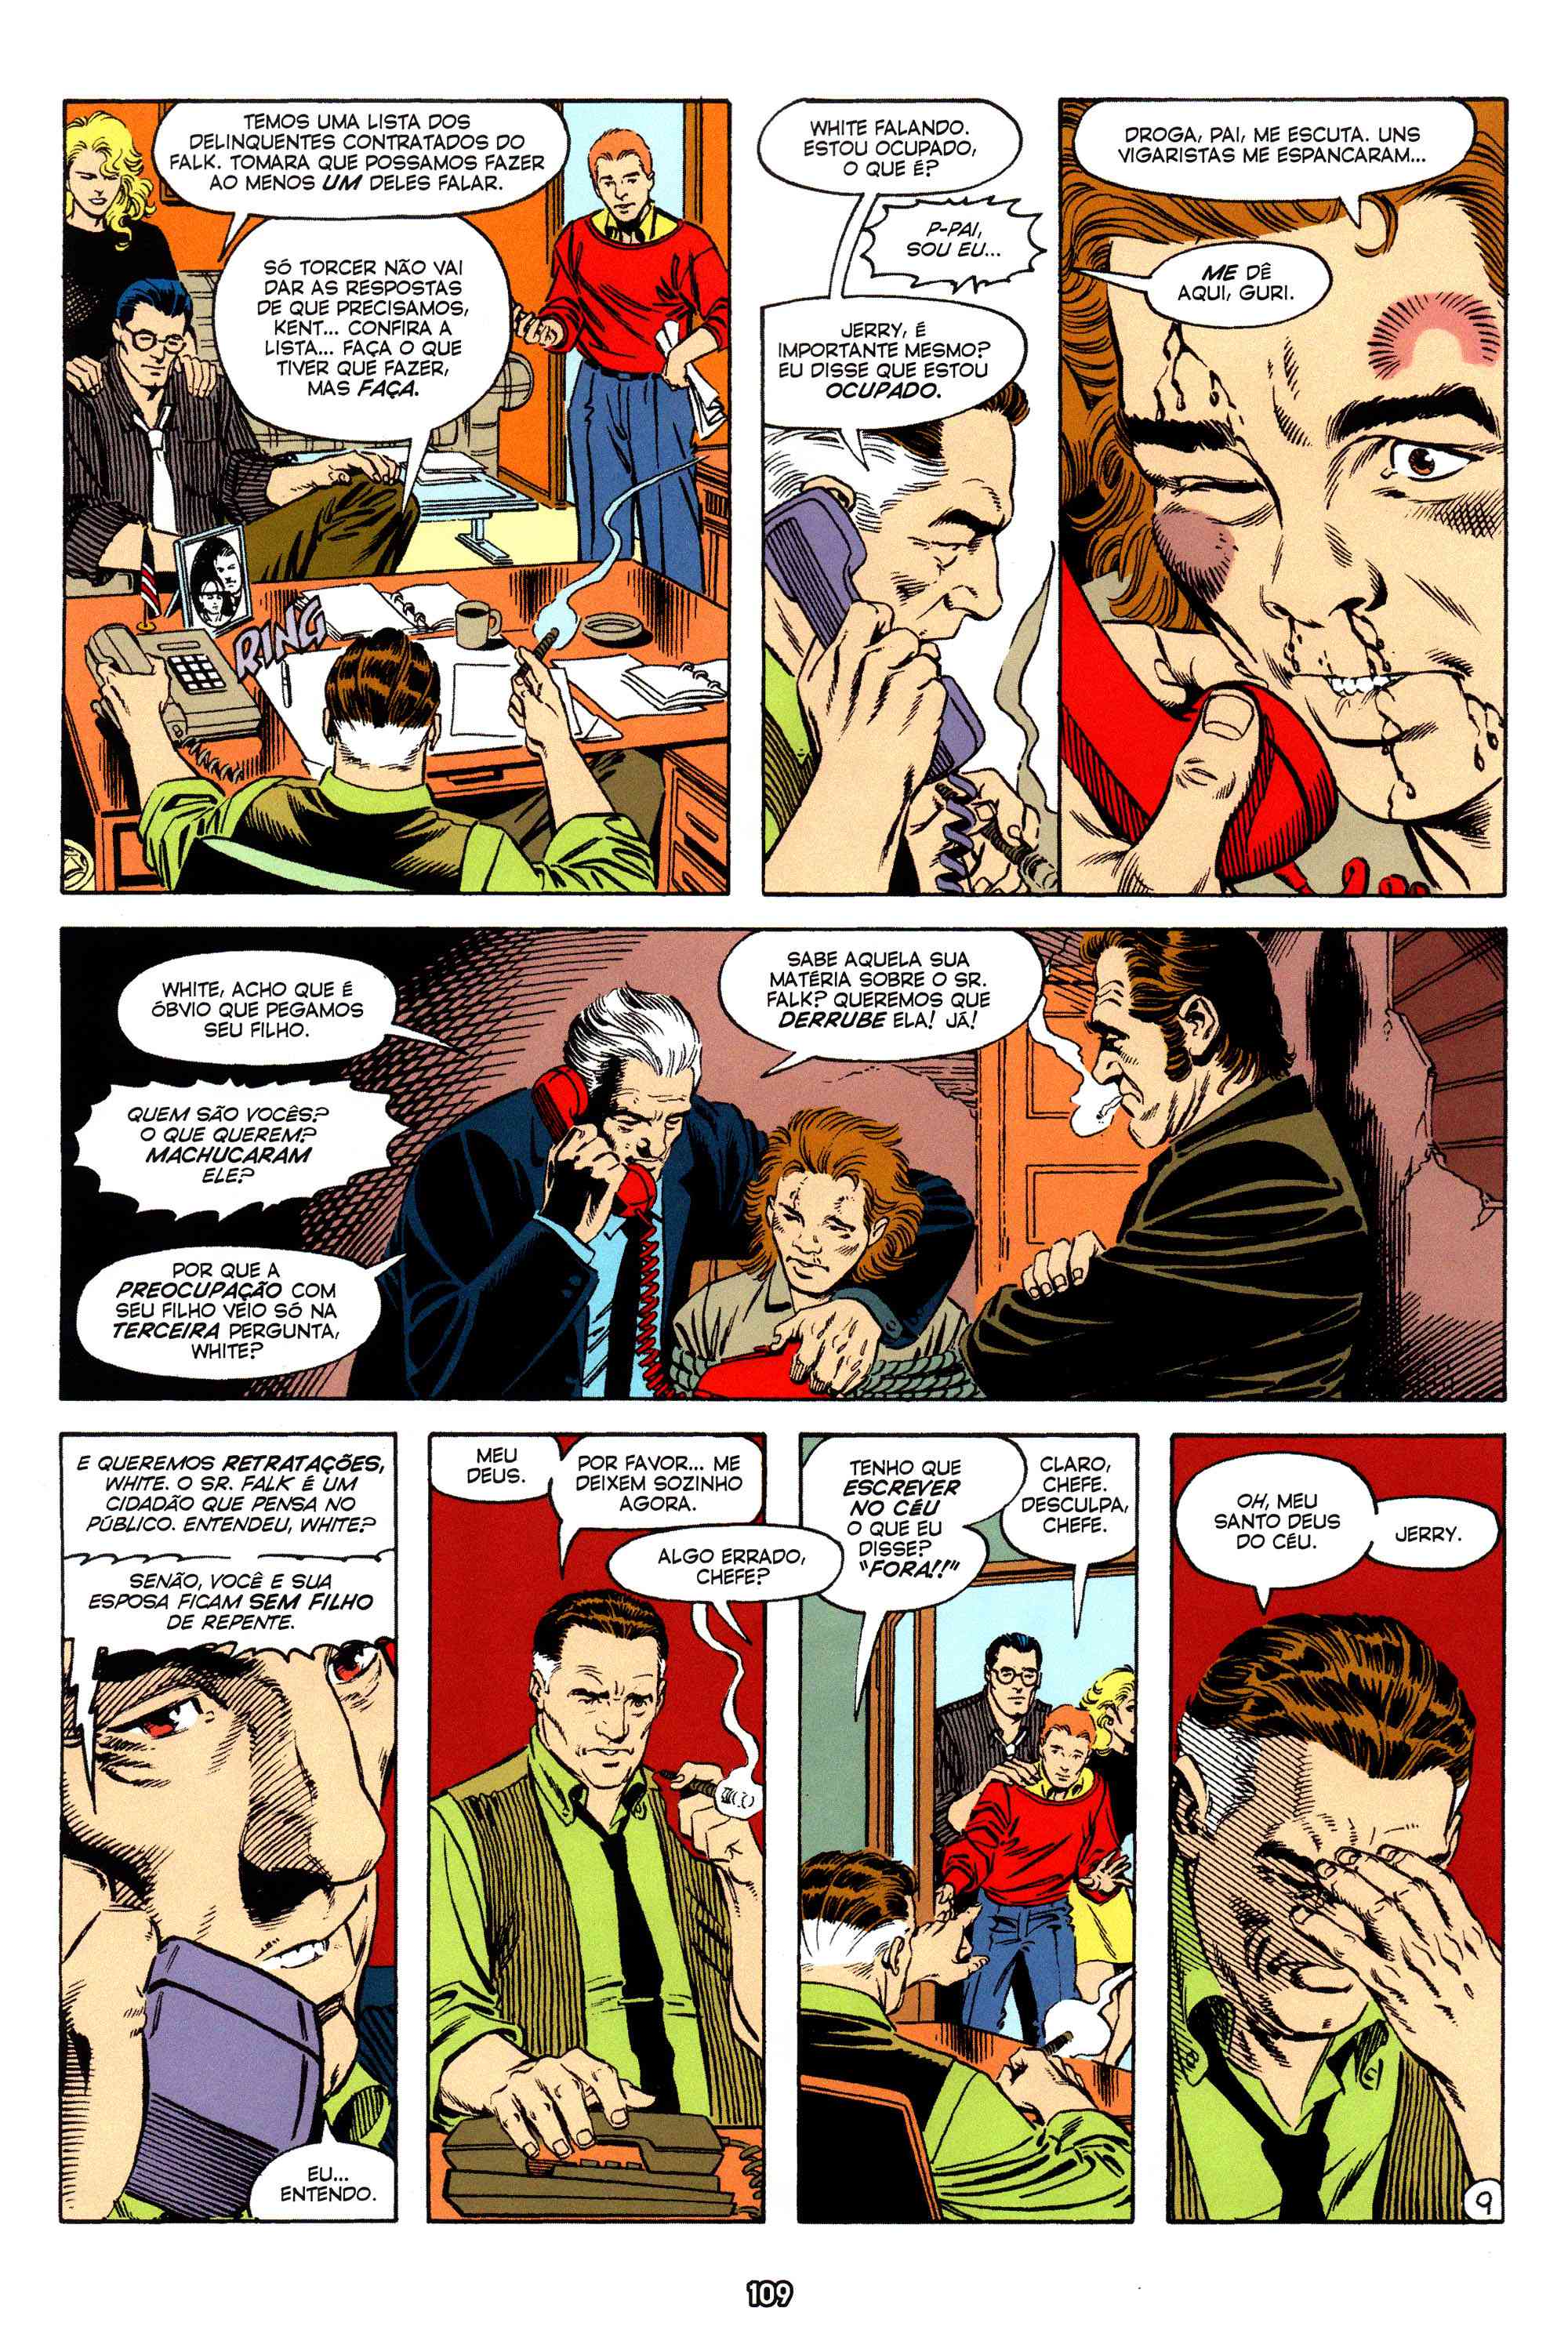 TEMOS UMA LISTA DOS
DELINQUENTES CONTRATADOS DO
FALK. TOMARA QUE POSSAMOS FAZER
AO MENOS UM DELES FALAR.
SÓ TORCER NÃO VAI
DAR AS RESPOSTAS
DE QUE PRECISAMOS,
KENT... CONFIRA A
LISTA... FAÇA O QUE
TIVER QUE FAZER,
MAS FAÇA.
RING
WHITE FALANDO.
ESTOU OCUPADO,
O QUE É?
P-PAI,
SOU EU...
JERRY, É
IMPORTANTE MESMO?
EU DISSE QUE ESTOU
OCUPADO.
DROGA, PAI, ME ESCUTA. UNS
VIGARISTAS ME ESPANCARAM...
ME DÊ
AQUI, GURI.
WHITE, ACHO QUE É
ÓBVIO QUE PEGAMOS
SEU FILHO.
QUEM SÃO VOCÊS?
O QUE QUEREM?
MACHUCARAM
ELE?
POR QUE A
PREOCUPAÇÃO COM
SEU FILHO VEIO SÓ NA
TERCEIRA PERGUNTA,
WHITE?
SABE AQUELA SUA
MATÉRIA SOBRE O SR.
FALK? QUEREMOS QUE
DERRUBE ELA! JÁ!
E QUEREMOS RETRATAÇÕES,
WHITE. O SR. FALK É UM
CIDADÃO QUE PENSA NO
PÚBLICO. ENTENDEU, WHITE?
SENÃO, VOCÊ E SUA
ESPOSA FICAM SEM FILHO
DE REPENTE.
EU...
ENTENDO.
MEU
DEUS.
POR FAVOR... ME
DEIXEM SOZINHO
AGORA.
ALGO ERRADO,
CHEFE?
TENHO QUE
ESCREVER
NO CÉU
O QUE EU
DISSE?
"FORA!!"
CLARO,
CHEFE.
DESCULPA,
CHEFE.
OH, MEU
SANTO DEUS
DO CÉU.
JERRY.
9
109